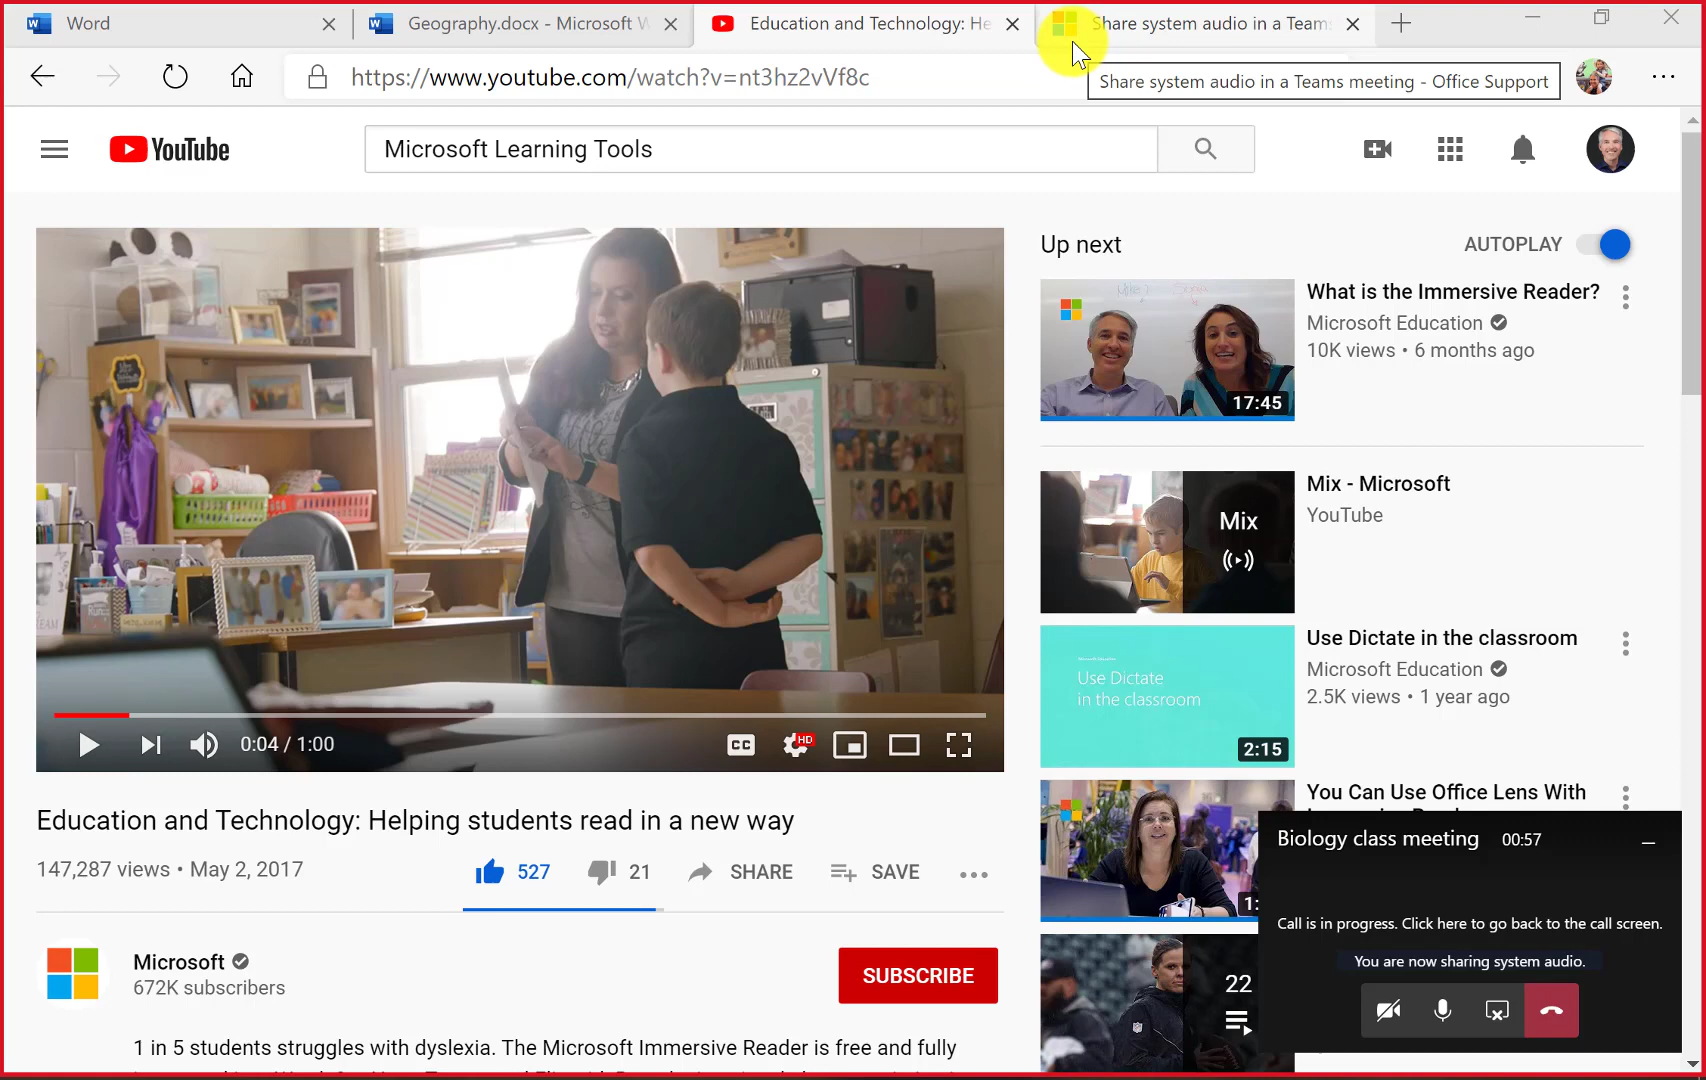 Word
Geography.docx - Microsoft W
Education and Technology: He
Share system audio in a Teams
https://www.youtube.com/watch?v=nt3hz2vVf8c
Share system audio in a Teams meeting - Office Support
YouTube
Microsoft Learning Tools
Up next
AUTOPLAY
What is the Immersive Reader?
Microsoft Education
10K views • 6 months ago
17:45
Mix - Microsoft
YouTube
Mix
Use Dictate in the classroom
Microsoft Education
2.5K views • 1 year ago
Use Dictate
in the classroom
2:15
0:04 / 1:00
CC
HD
You Can Use Office Lens With
1:
Education and Technology: Helping students read in a new way
147,287 views • May 2, 2017
527
21
SHARE
SAVE
Microsoft
672K subscribers
SUBSCRIBE
1 in 5 students struggles with dyslexia. The Microsoft Immersive Reader is free and fully
22
Biology class meeting 00:57
Call is in progress. Click here to go back to the call screen.
You are now sharing system audio.